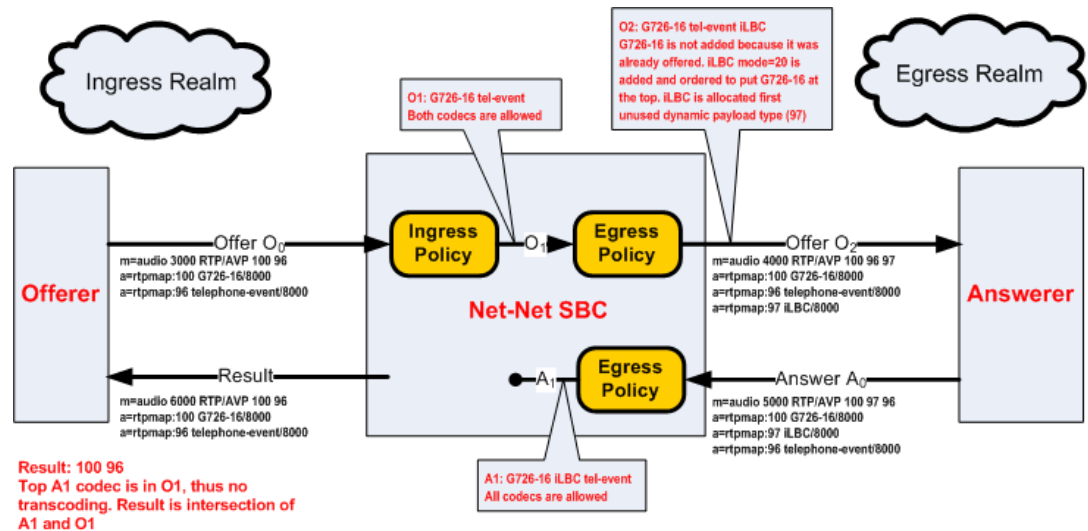 Ingress Realm
O1: G726-16 tel-event
Both codecs are allowed
O2: G726-16 tel-event iLBC
G726-16 is not added because it was
already offered. iLBC mode=20 is
added and ordered to put G726-16 at
the top. iLBC is allocated first
unused dynamic payload type (97)
Egress Realm
Offerer
Offer O0
m=audio 3000 RTP/AVP 100 96
a=rtpmap:100 G726-16/8000
a=rtpmap:96 telephone-event/8000
Ingress
Policy
O1
Egress
Policy
Net-Net SBC
Offer O2
m=audio 4000 RTP/AVP 100 96 97
a=rtpmap:100 G726-16/8000
a=rtpmap:96 telephone-event/8000
a=rtpmap:97 iLBC/8000
Answerer
Result
m=audio 6000 RTP/AVP 100 96
a=rtpmap:100 G726-16/8000
a=rtpmap:96 telephone-event/8000
A1
Egress
Policy
Answer A0
m=audio 5000 RTP/AVP 100 97 96
a=rtpmap:100 G726-16/8000
a=rtpmap:97 iLBC/8000
a=rtpmap:96 telephone-event/8000
Result: 100 96
Top A1 codec is in O1, thus no
transcoding. Result is intersection of
A1 and O1
A1: G726-16 iLBC tel-event
All codecs are allowed